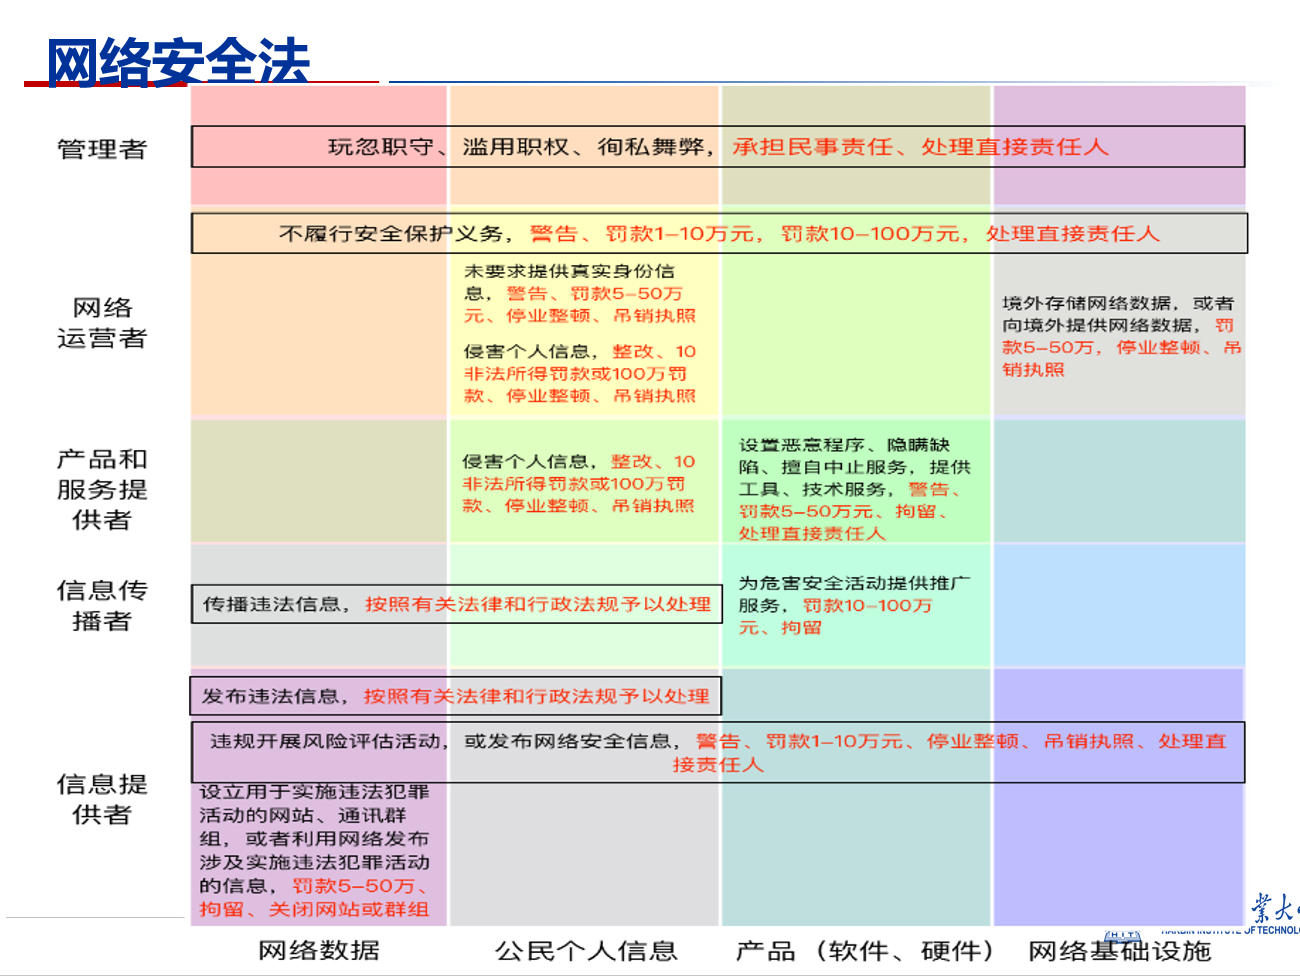 网络安全法
管理者
玩忽职守、滥用职权、徇私舞弊，承担民事责任、处理直接责任人
不履行安全保护义务，警告、罚款1–10万元，罚款10–100万元，处理直接责任人
网络
运营者
未要求提供真实身份信
息，警告、罚款5–50万
元、停业整顿、吊销执照
侵害个人信息，整改、10
非法所得罚款或100万罚
款、停业整顿、吊销执照
境外存储网络数据，或者
向境外提供网络数据，罚
款5–50万，停业整顿、吊
销执照
产品和
服务提
供者
侵害个人信息，整改、10
非法所得罚款或100万罚
款、停业整顿、吊销执照
设置恶意程序、隐瞒缺
陷、擅自中止服务，提供
工具、技术服务，警告、
罚款5–50万元、拘留、
处理直接责任人
信息传
播者
传播违法信息，按照有关法律和行政法规予以处理
为危害安全活动提供推广
服务，罚款10–100万
元、拘留
信息提
供者
发布违法信息，按照有关法律和行政法规予以处理
违规开展风险评估活动，或发布网络安全信息，警告、罚款1–10万元、停业整顿、吊销执照、处理直
接责任人
设立用于实施违法犯罪
活动的网站、通讯群
组，或者利用网络发布
涉及实施违法犯罪活动
的信息，罚款5–50万、
拘留、关闭网站或群组
网络数据
公民个人信息
产品（软件、硬件）
网络基础设施
業大
HARBIN INSTITUTE OF TECHNOLO